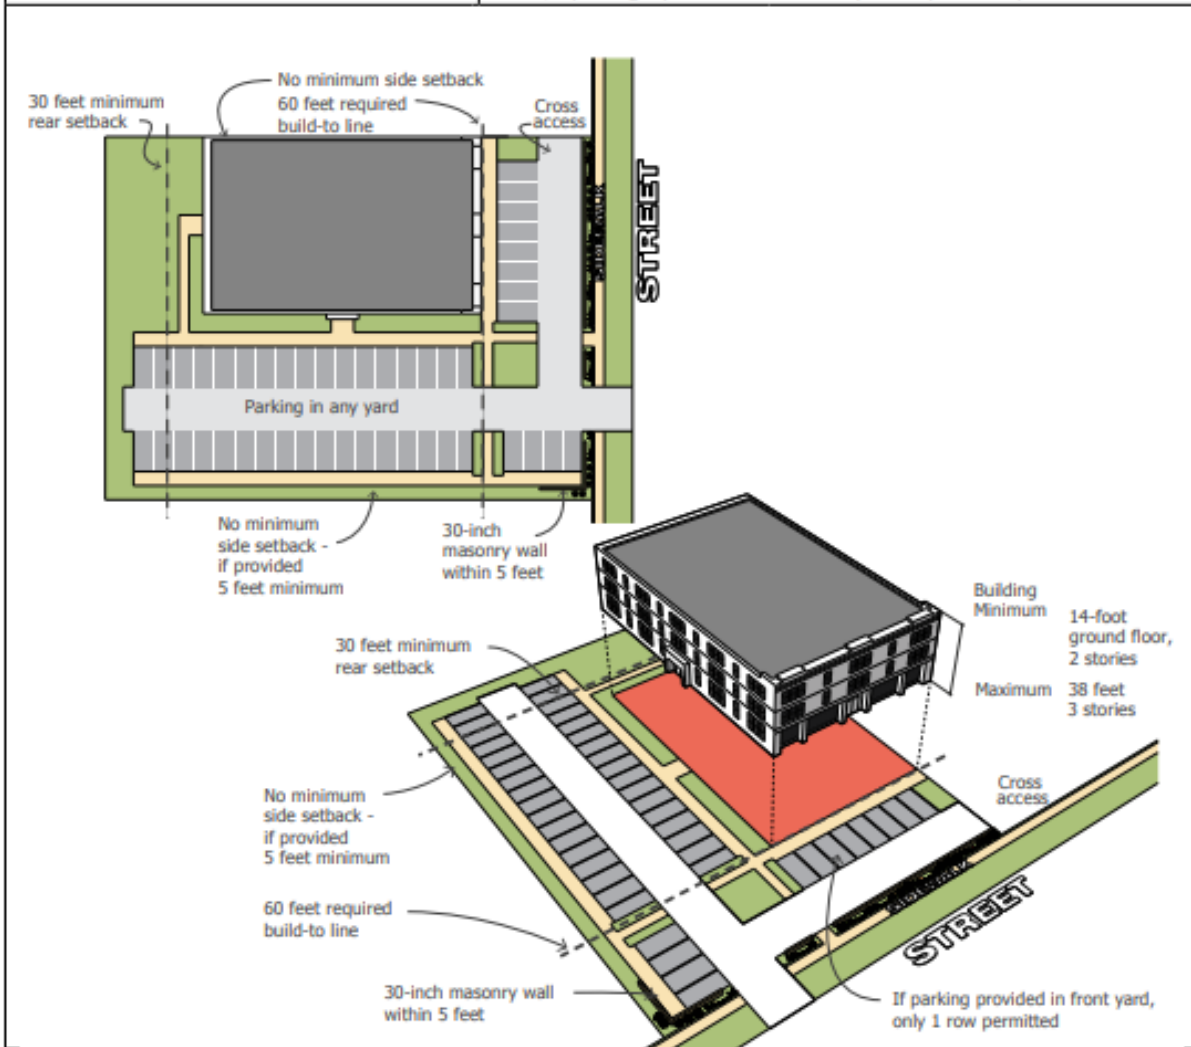 No minimum side setback
30 feet minimum
rear setback
60 feet required
build-to line
Cross
access
SIDEWALK
STREET
Parking in any yard
No minimum
side setback -
if provided
5 feet minimum
30-inch
masonry wall
within 5 feet
Building
Minimum
14-foot
ground floor,
2 stories
Maximum
38 feet
3 stories
30 feet minimum
rear setback
Cross
access
No minimum
side setback -
if provided
5 feet minimum
SIDEWALK
STREET
60 feet required
build-to line
30-inch masonry wall
within 5 feet
If parking provided in front yard,
only 1 row permitted